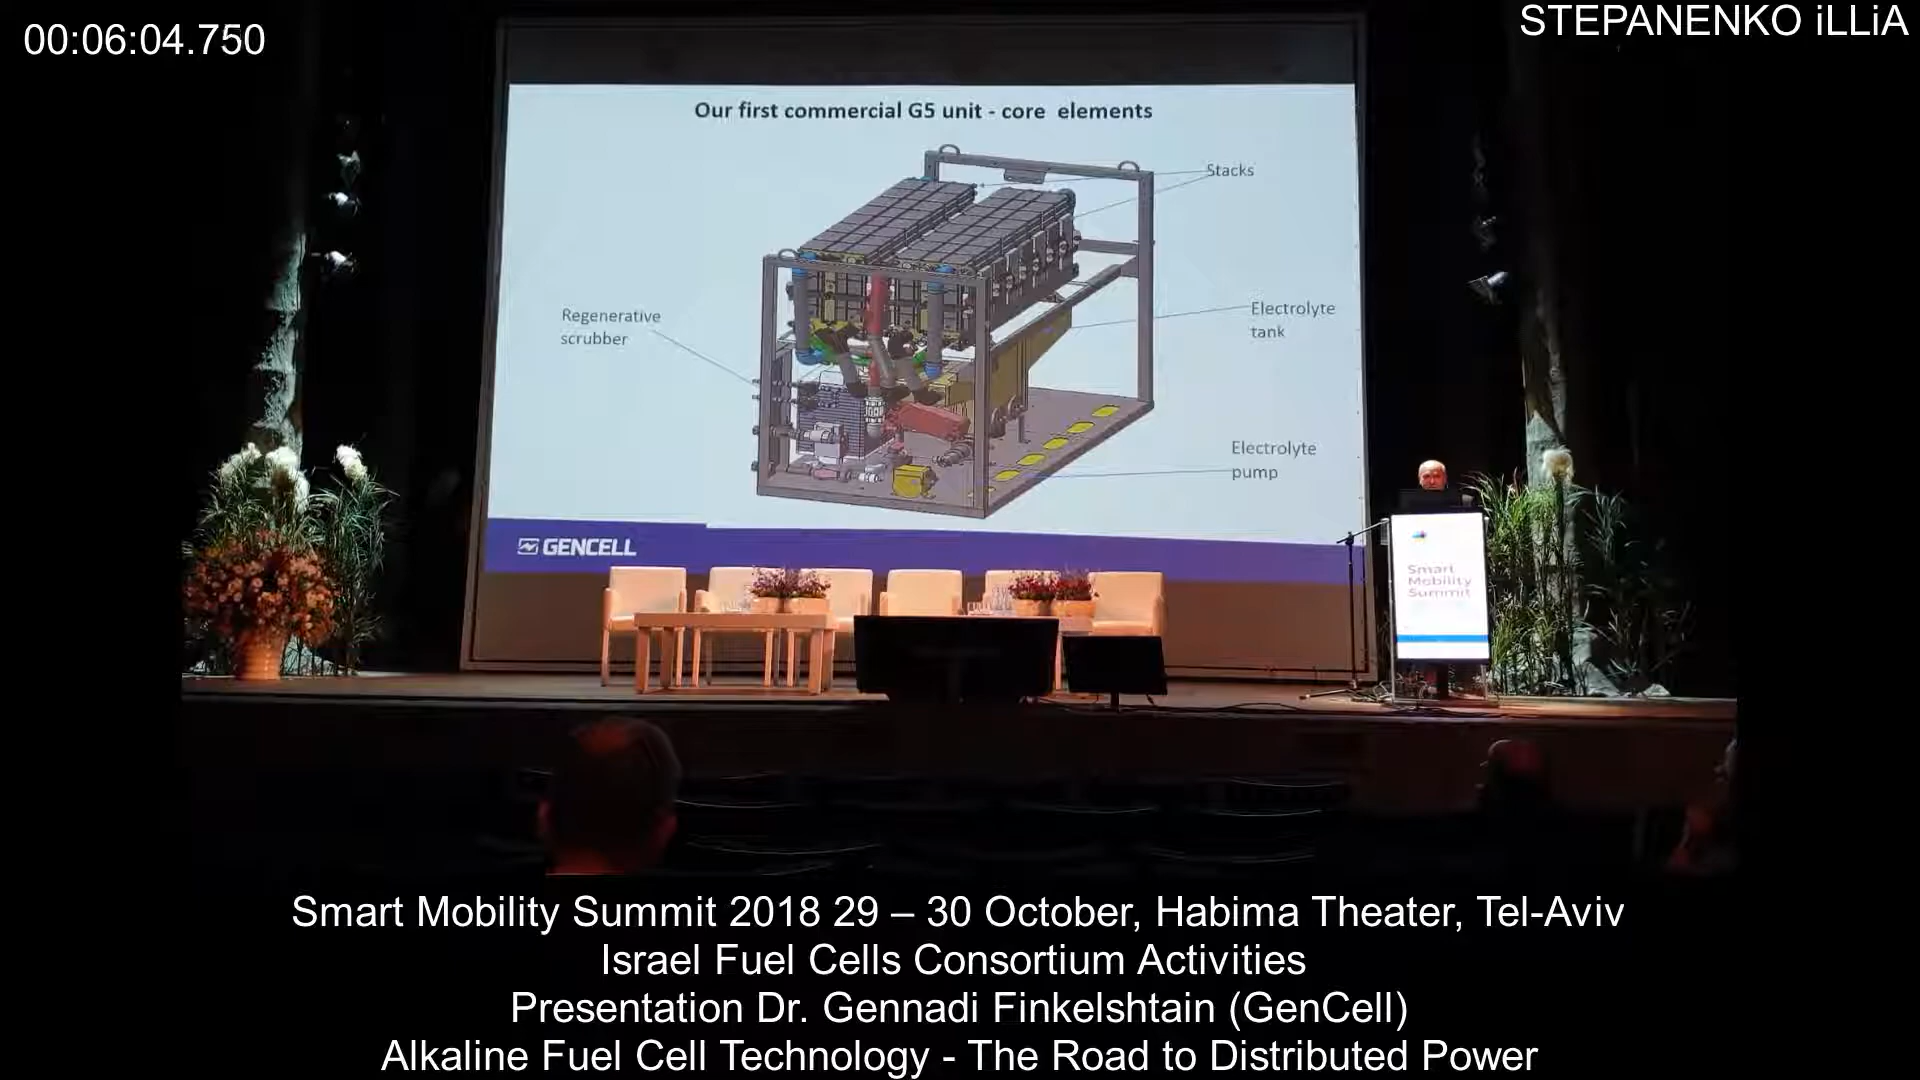 00:06:04.750
STEPANENKO iLLiA
Our first commercial G5 unit - core elements
Stacks
Regenerative
scrubber
Electrolyte
tank
Electrolyte
pump
GENCELL
Smart
Mobility
Summit
Smart Mobility Summit 2018 29 – 30 October, Habima Theater, Tel-Aviv
Israel Fuel Cells Consortium Activities
Presentation Dr. Gennadi Finkelshtain (GenCell)
Alkaline Fuel Cell Technology - The Road to Distributed Power